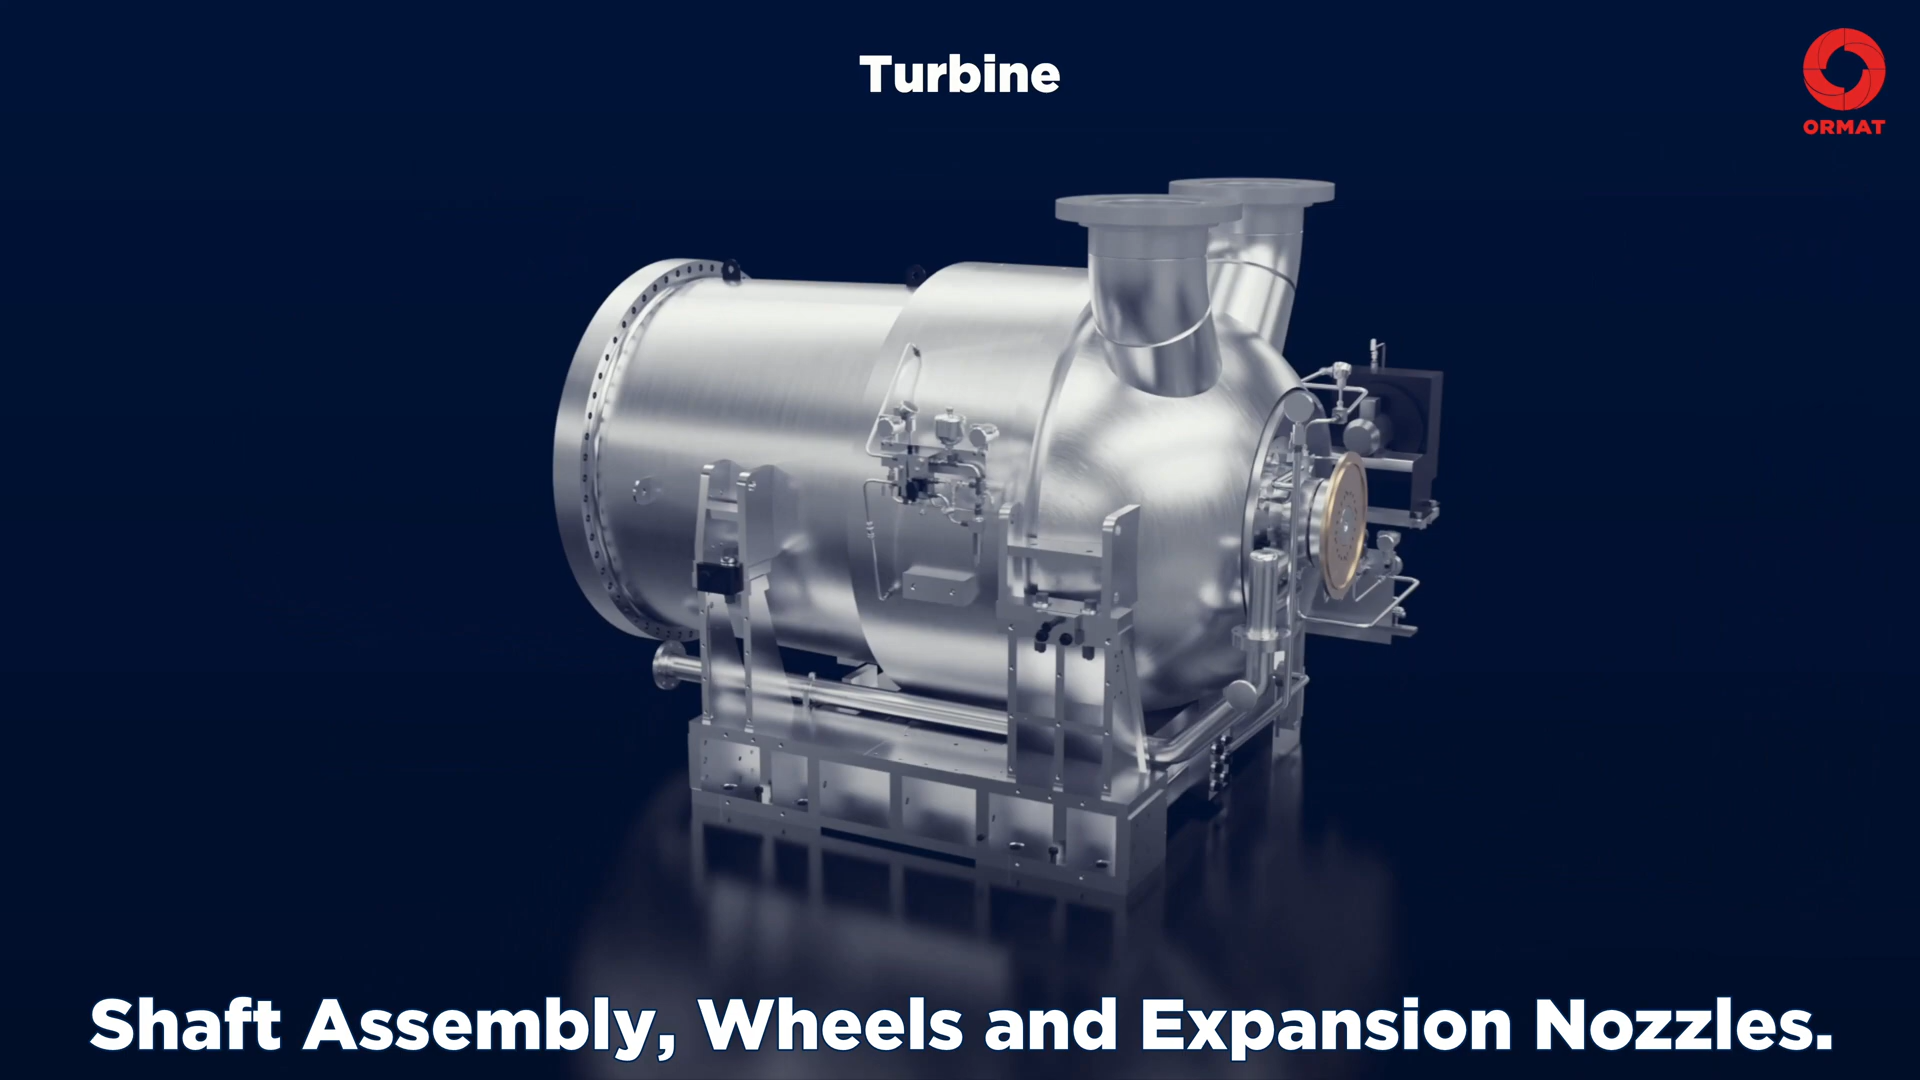 Turbine
ORMAT
Shaft Assembly, Wheels and Expansion Nozzles.